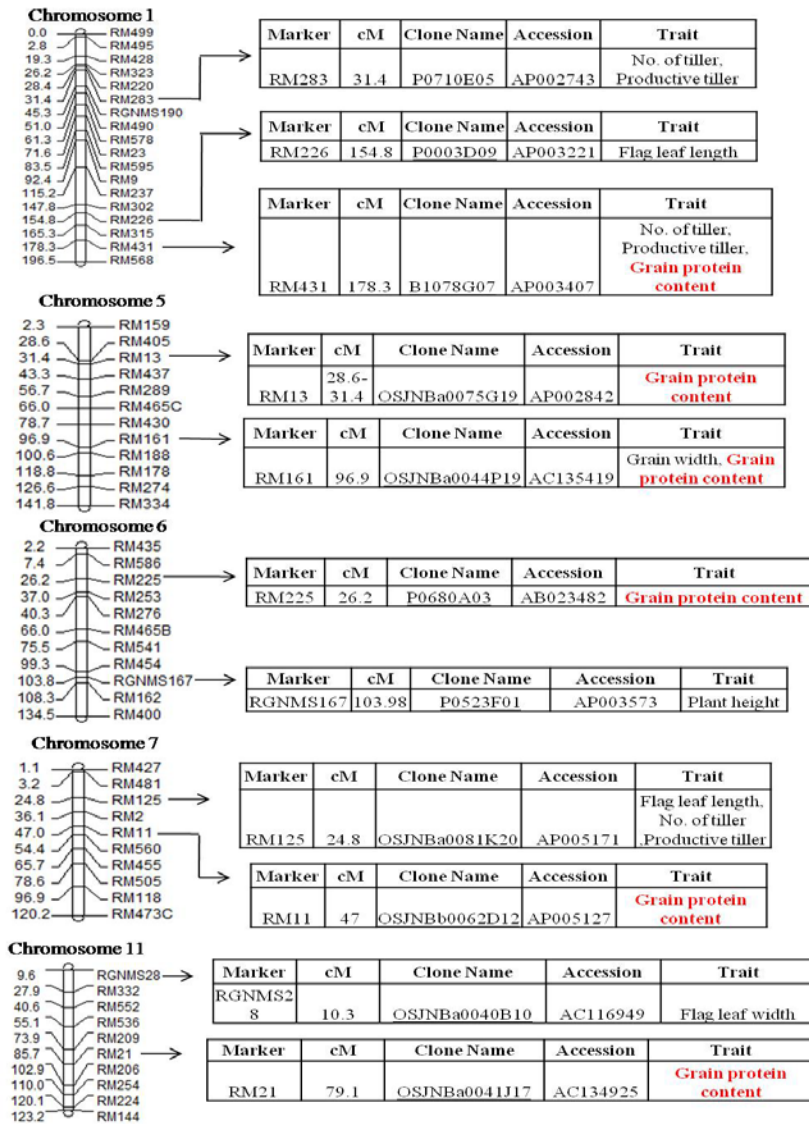 Chromosome 1
0.0 RM499
2.8 RM495
19.3 RM428
26.2 RM323
28.4 RM220
31.4 RM283
45.3 RGNMS190
51.0 RM490
61.3 RM578
71.6 RM23
83.5 RM595
92.4 RM9
115.2 RM237
147.8 RM302
154.8 RM226
165.3 RM315
178.3 RM431
196.5 RM568
Marker cM Clone Name Accession Trait
No. of tiller,
RM283 31.4 P0710E05 AP002743 Productive tiller
Marker cM Clone Name Accession Trait
RM226 154.8 P0003D09 AP003221 Flag leaf length
Marker cM Clone Name Accession Trait
No. of tiller,
Productive tiller,
Grain protein
RM431 178.3 B1078G07 AP003407 content
Chromosome 5
2.3 RM159
28.6 RM405
31.4 RM13
43.3 RM437
56.7 RM289
66.0 RM465C
78.7 RM430
96.9 RM161
100.6 RM188
118.8 RM178
126.6 RM274
141.8 RM334
Marker cM Clone Name Accession Trait
28.6- Grain protein
RM13 31.4 OSJNBa0075G19 AP002842 content
Marker cM Clone Name Accession Trait
Grain width, Grain
RM161 96.9 OSJNBa0044P19 AC135419 protein content
Chromosome 6
2.2 RM435
7.4 RM586
26.2 RM225
37.0 RM253
40.3 RM276
66.0 RM465B
75.5 RM541
99.3 RM454
103.8 RGNMS167
108.3 RM162
134.5 RM400
Marker cM Clone Name Accession Trait
RM225 26.2 P0680A03 AB023482 Grain protein content
Marker cM Clone Name Accession Trait
RGNMS167 103.98 P0523F01 AP003573 Plant height
Chromosome 7
1.1 RM427
3.2 RM481
24.8 RM125
36.1 RM2
47.0 RM11
54.4 RM560
65.7 RM455
78.6 RM505
96.9 RM118
120.2 RM473C
Marker cM Clone Name Accession Trait
Flag leaf length,
No. of tiller
RM125 24.8 OSJNBa0081K20 AP005171 ,Productive tiller
Marker cM Clone Name Accession Trait
Grain protein
RM11 47 OSJNBb0062D12 AP005127 content
Chromosome 11
9.6 RGNMS28
27.9 RM332
40.6 RM552
55.1 RM536
73.9 RM209
85.7 RM21
102.9 RM206
110.0 RM254
120.1 RM224
123.2 RM144
Marker cM Clone Name Accession Trait
RGNMS2
8 10.3 OSJNBa0040B10 AC116949 Flag leaf width
Marker cM Clone Name Accession Trait
Grain protein
RM21 79.1 OSJNBa0041J17 AC134925 content